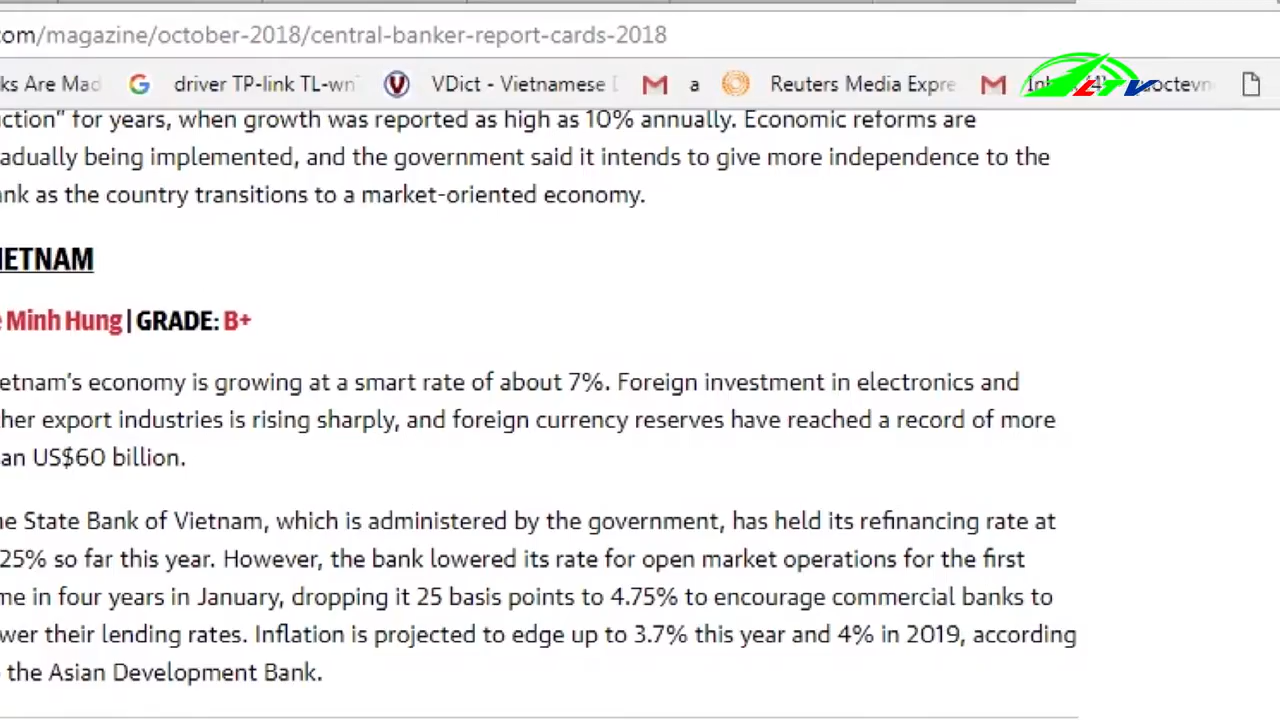 com/magazine/october-2018/central-banker-report-cards-2018
ks Are Mad driver TP-link TL-wn VDict - Vietnamese D a Reuters Media Expre
LTV
uction” for years, when growth was reported as high as 10% annually. Economic reforms are
adually being implemented, and the government said it intends to give more independence to the
ank as the country transitions to a market-oriented economy.
IETNAM
e Minh Hung | GRADE: B+
etnam’s economy is growing at a smart rate of about 7%. Foreign investment in electronics and
her export industries is rising sharply, and foreign currency reserves have reached a record of more
an US$60 billion.
he State Bank of Vietnam, which is administered by the government, has held its refinancing rate at
.25% so far this year. However, the bank lowered its rate for open market operations for the first
me in four years in January, dropping it 25 basis points to 4.75% to encourage commercial banks to
wer their lending rates. Inflation is projected to edge up to 3.7% this year and 4% in 2019, according
o the Asian Development Bank.